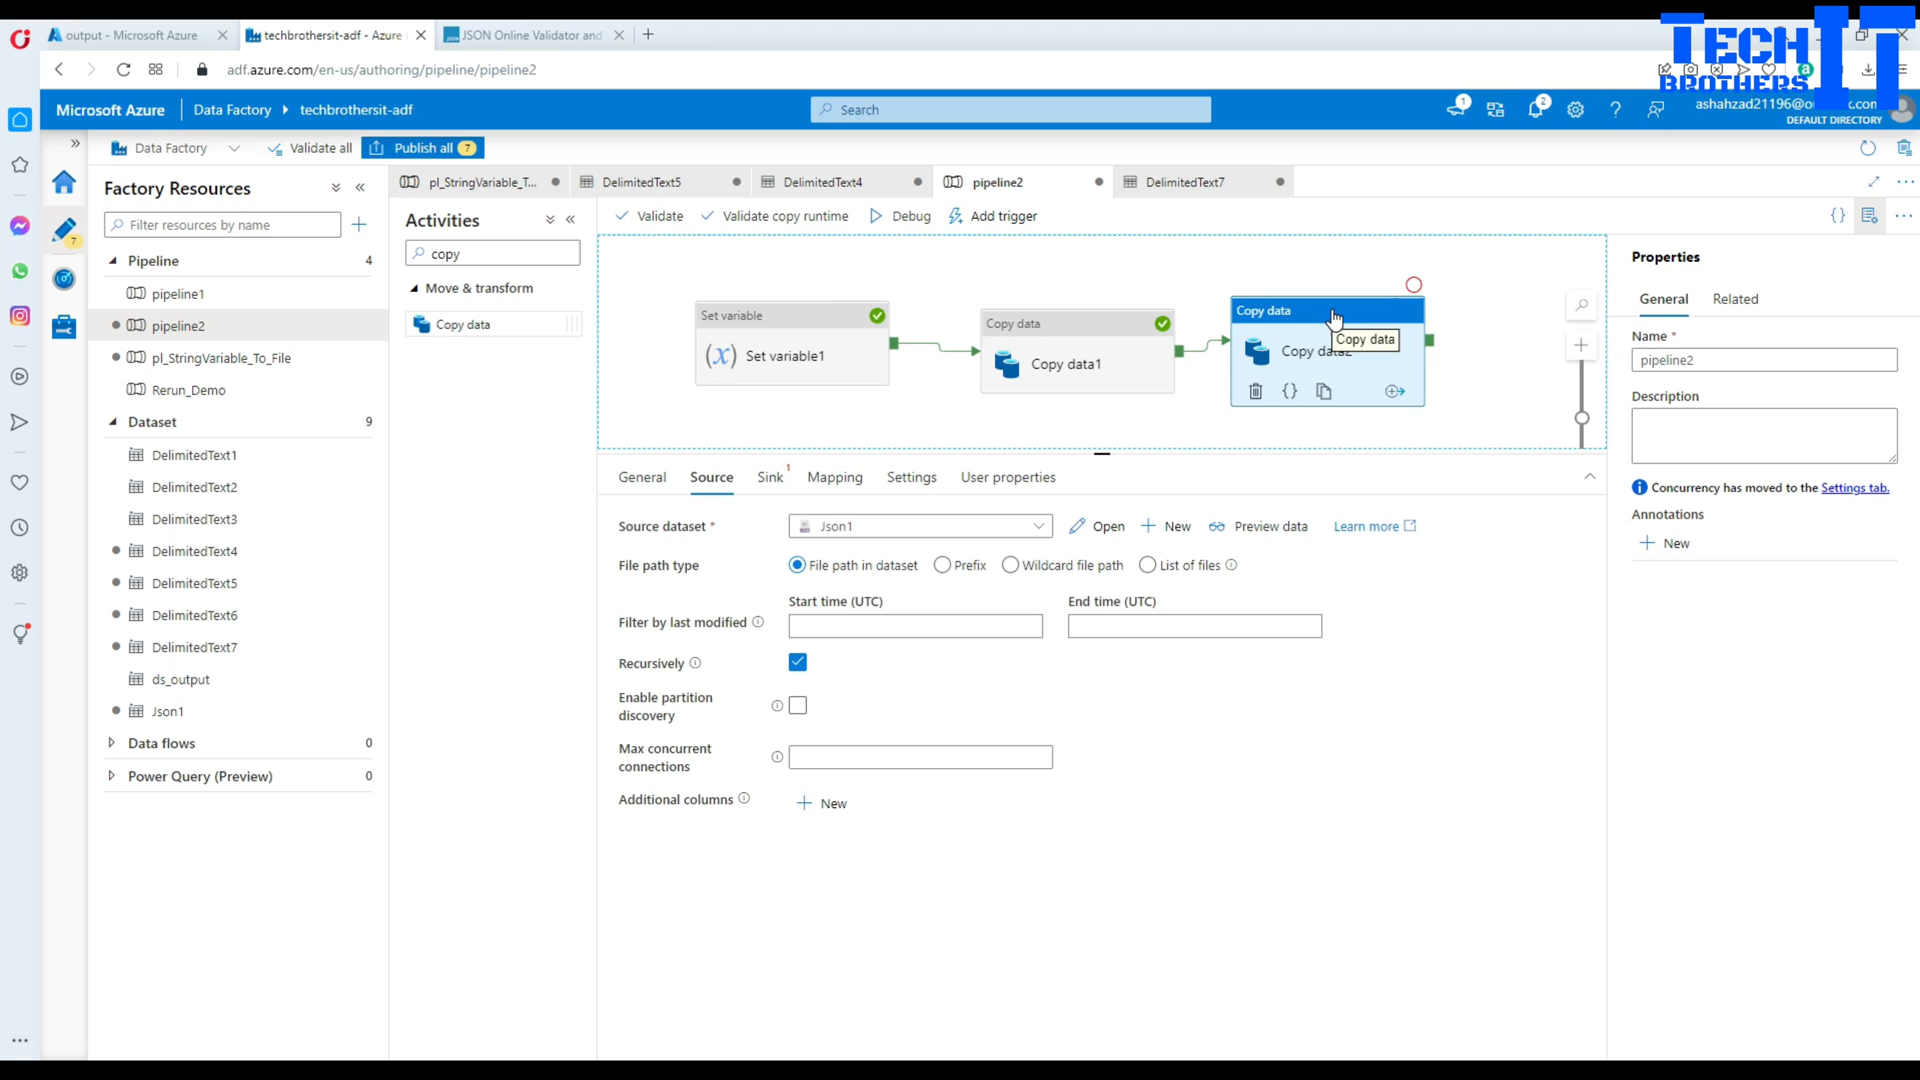 output - Microsoft Azure
techbrothersit-adf - Azure
JSON Online Validator and
TECH IT
BROTHERS
adf.azure.com/en-us/authoring/pipeline/pipeline2
Microsoft Azure
Data Factory
techbrothersit-adf
Search
1
2
DEFAULT DIRECTORY
Data Factory
Validate all
Publish all 7
7
Factory Resources
Filter resources by name
Pipeline 4
pipeline1
pipeline2
pl_StringVariable_To_File
Rerun_Demo
Dataset 9
DelimitedText1
DelimitedText2
DelimitedText3
DelimitedText4
DelimitedText5
DelimitedText6
DelimitedText7
ds_output
Json1
Data flows 0
Power Query (Preview) 0
pl_StringVariable_T...
DelimitedText5
DelimitedText4
pipeline2
DelimitedText7
Activities
copy
Move & transform
Copy data
Validate
Validate copy runtime
Debug
Add trigger
Set variable
(x) Set variable1
Copy data
Copy data1
Copy data
Copy data2
Copy data
General
Source
Sink 1
Mapping
Settings
User properties
Source dataset *
Json1
Open
New
Preview data
Learn more
File path type
File path in dataset
Prefix
Wildcard file path
List of files
Start time (UTC)
End time (UTC)
Filter by last modified
Recursively
Enable partition
discovery
Max concurrent
connections
Additional columns
New
Properties
General
Related
Name *
pipeline2
Description
Concurrency has moved to the Settings tab.
Annotations
New